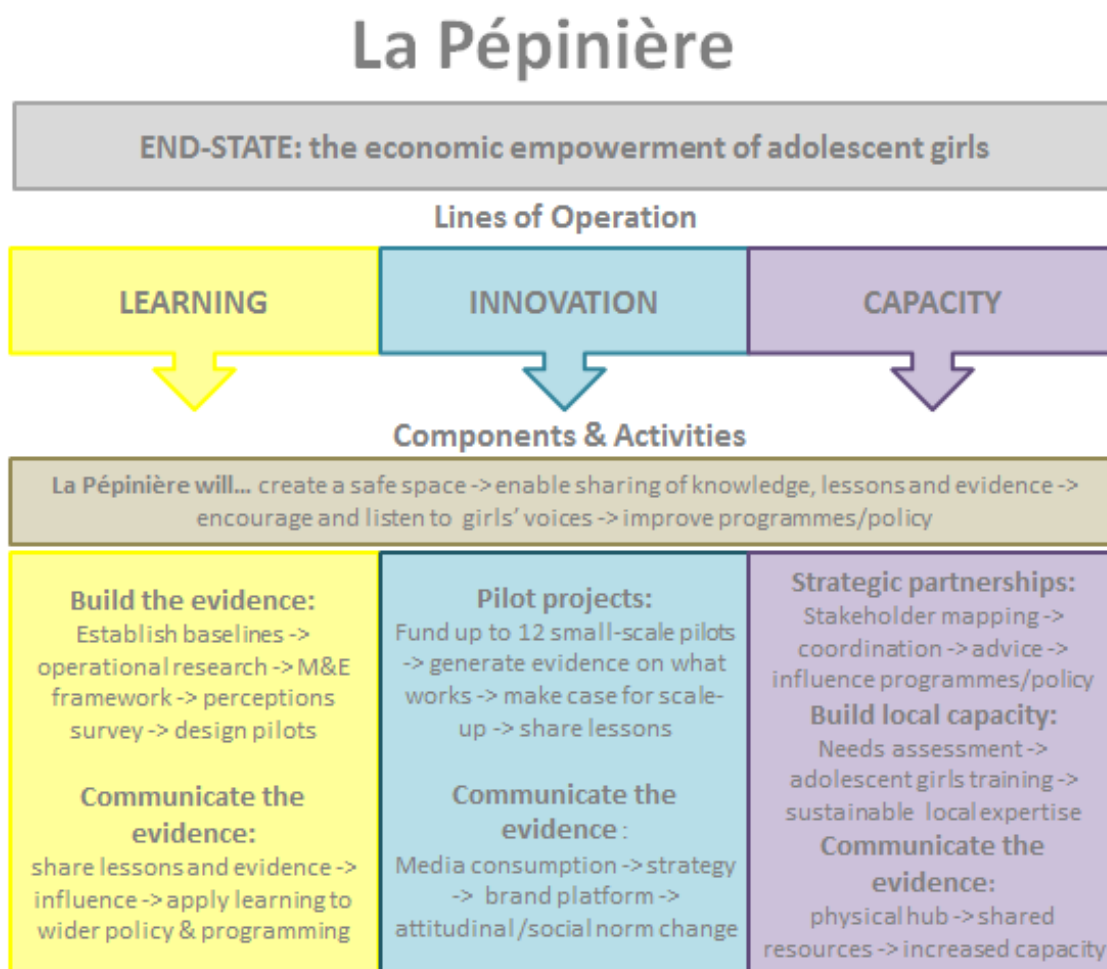 La Pépinière
END-STATE: the economic empowerment of adolescent girls
Lines of Operation
LEARNING
INNOVATION
CAPACITY
Components & Activities
La Pépinière will... create a safe space -> enable sharing of knowledge, lessons and evidence ->
encourage and listen to girls' voices -> improve programmes/policy
Build the evidence:
Establish baselines ->
operational research -> M&E
framework -> perceptions
survey -> design pilots
Communicate the
evidence:
share lessons and evidence ->
influence -> apply learning to
wider policy & programming
Pilot projects:
Fund up to 12 small-scale pilots
-> generate evidence on what
works -> make case for scale-
up -> share lessons
Communicate the
evidence :
Media consumption -> strategy
-> brand platform ->
attitudinal /social norm change
Strategic partnerships:
Stakeholder mapping ->
coordination -> advice ->
influence programmes/policy
Build local capacity:
Needs assessment ->
adolescent girls training ->
sustainable local expertise
Communicate the
evidence:
physical hub -> shared
resources -> increased capacity